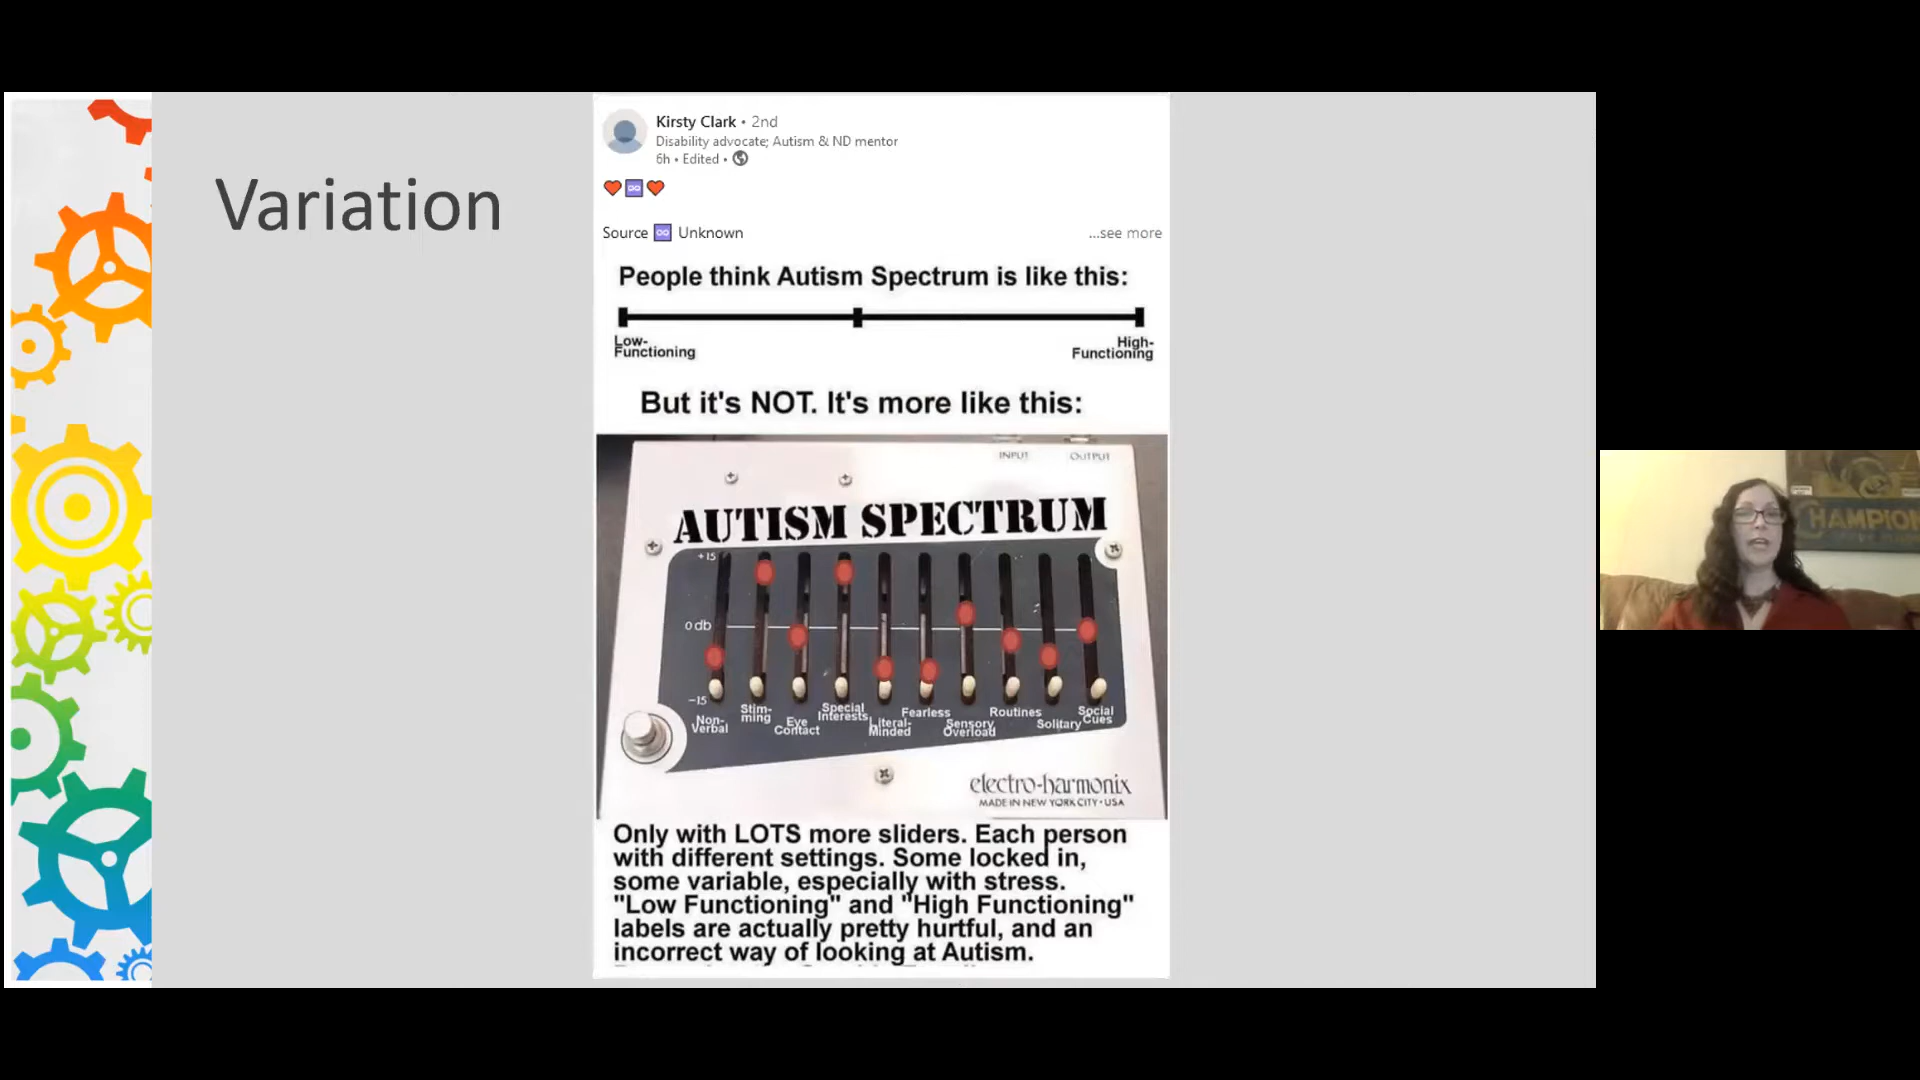 Variation
Kirsty Clark • 2nd
Disability advocate; Autism & ND mentor
6h • Edited •
Source ♾ Unknown
...see more
People think Autism Spectrum is like this:
Low-
Functioning
High-
Functioning
But it's NOT. It's more like this:
INPUT OUTPUT
AUTISM SPECTRUM
+15
0 db
-15
Non-
Verbal
Stim-
ming
Eye
Contact
Special
Interests
Literal-
Minded
Fearless
Sensory
Overload
Routines
Solitary
Social
Cues
electro-harmonix
MADE IN NEW YORK CITY • USA
Only with LOTS more sliders. Each person
with different settings. Some locked in,
some variable, especially with stress.
"Low Functioning" and "High Functioning"
labels are actually pretty hurtful, and an
incorrect way of looking at Autism.
HAMPION